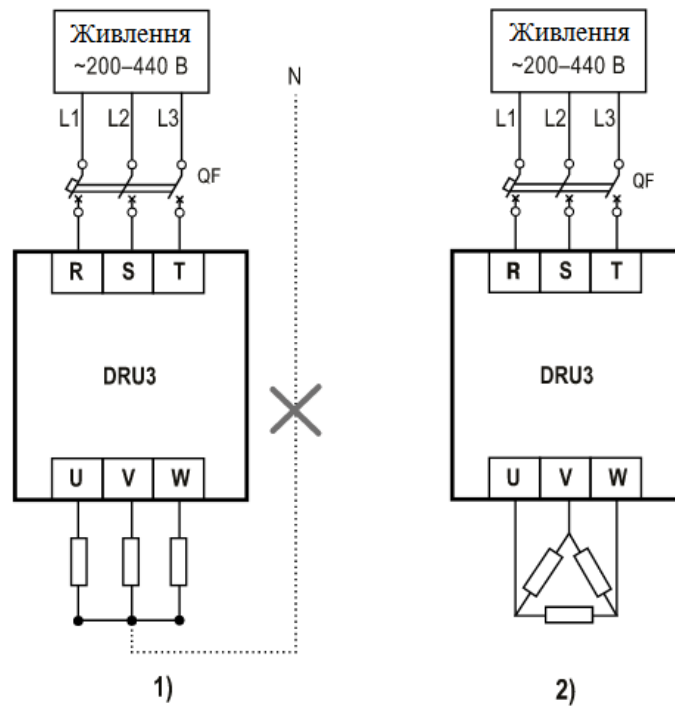 Живлення
~200–440 В
N
L1 L2 L3
QF
R S T
DRU3
U V W
1)
Живлення
~200–440 В
L1 L2 L3
QF
R S T
DRU3
U V W
2)